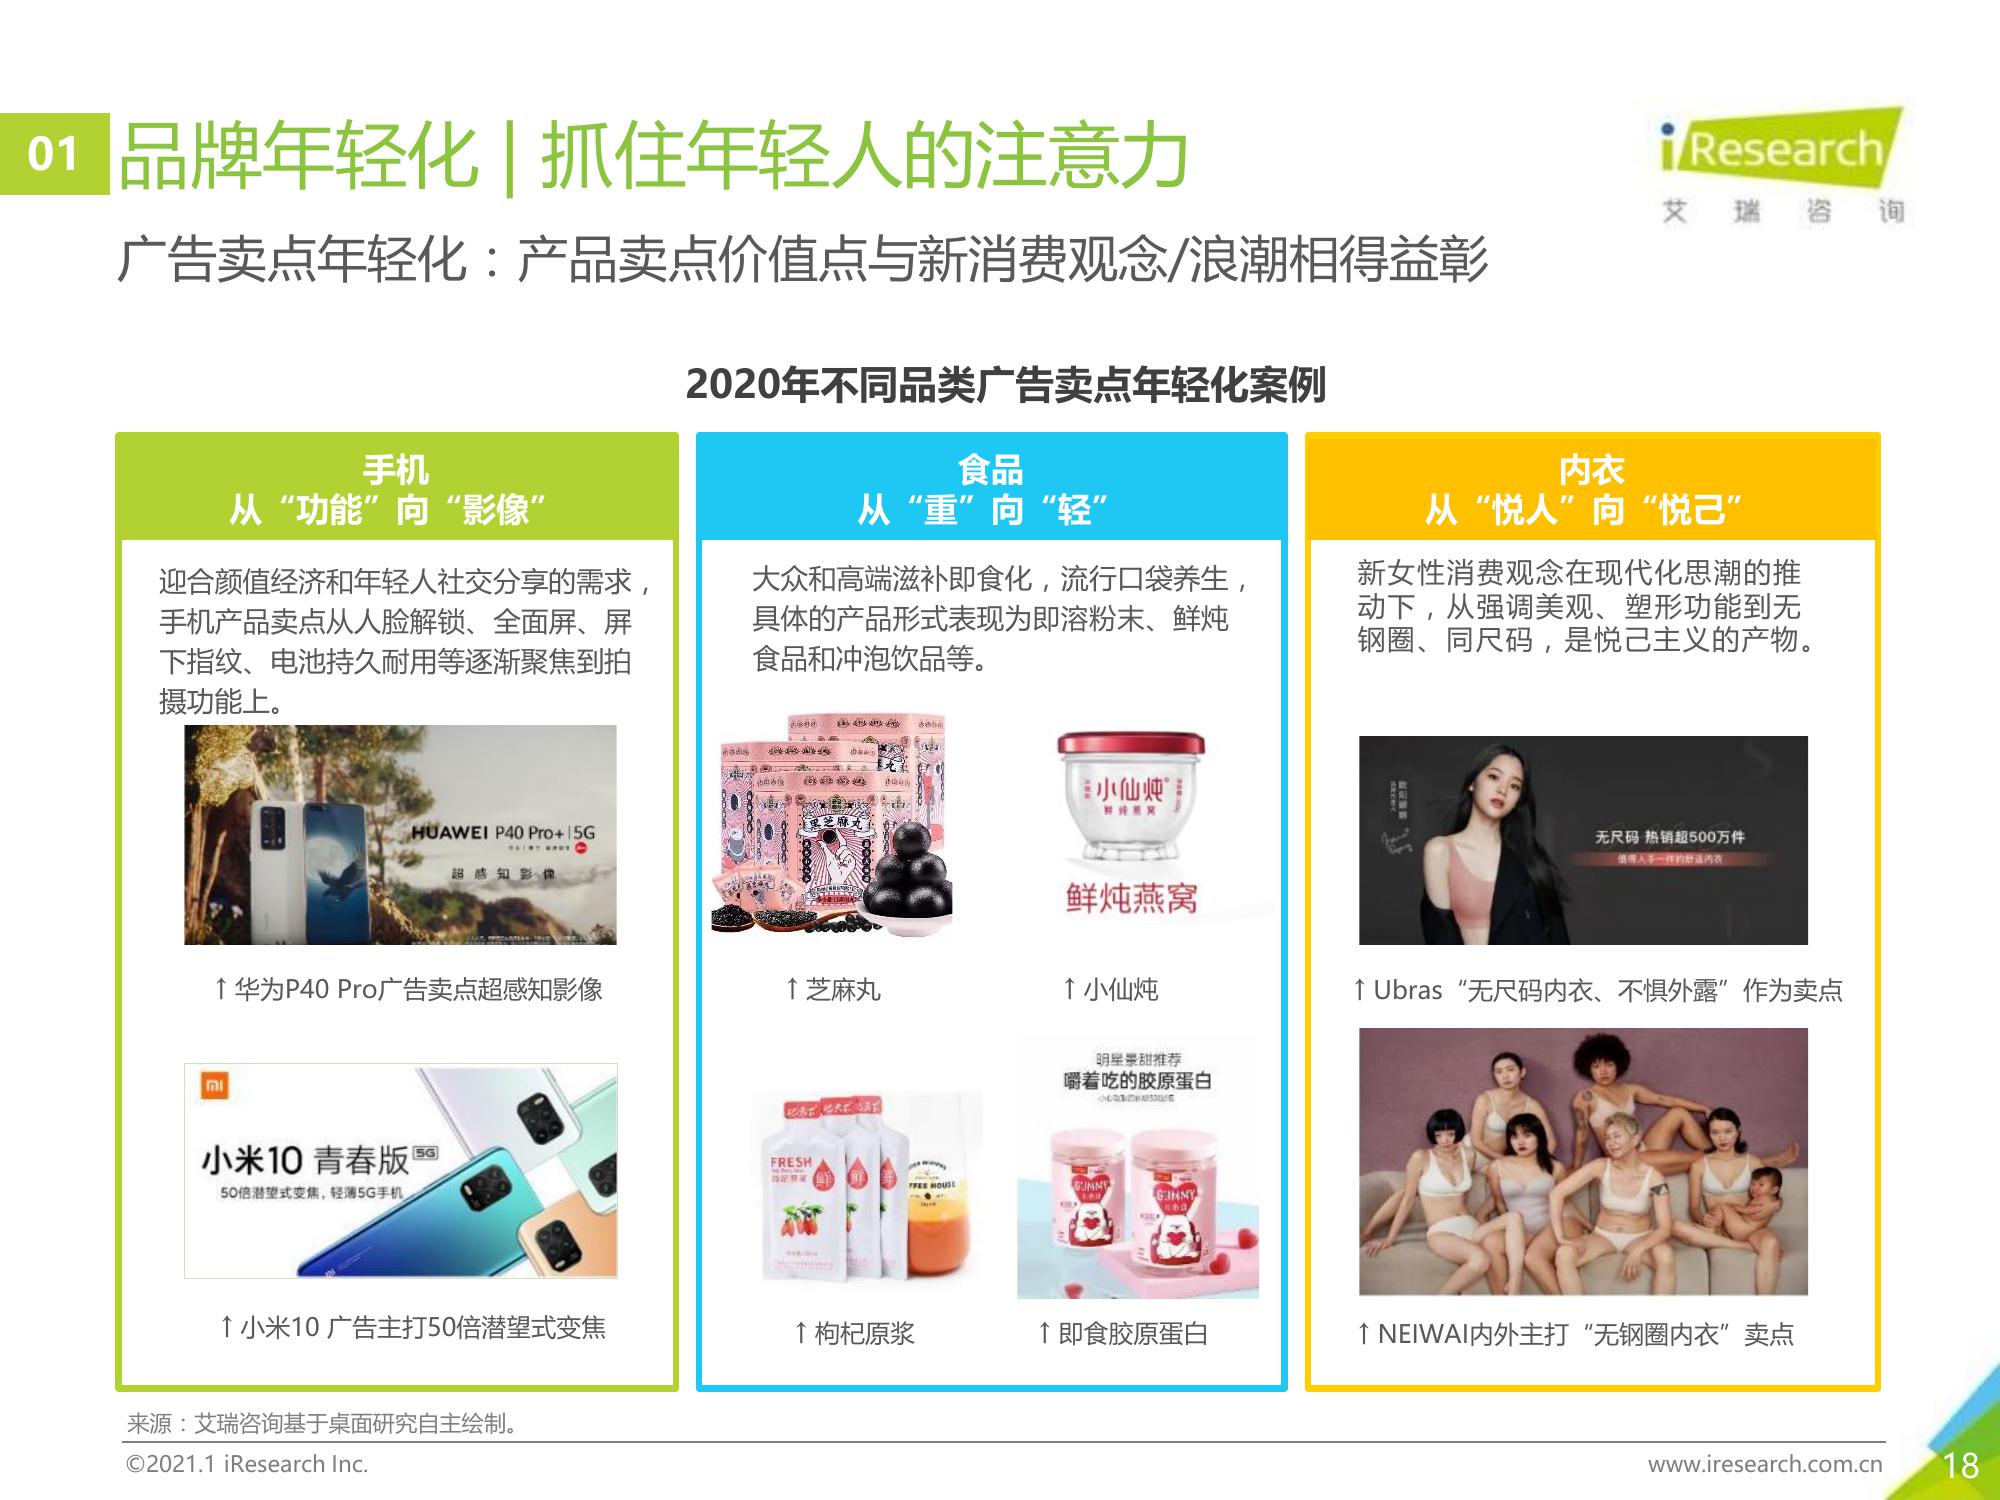 01
品牌年轻化 | 抓住年轻人的注意力
iResearch
艾瑞咨询
广告卖点年轻化：产品卖点价值点与新消费观念/浪潮相得益彰
2020年不同品类广告卖点年轻化案例
手机
从“功能”向“影像”
迎合颜值经济和年轻人社交分享的需求，
手机产品卖点从人脸解锁、全面屏、屏
下指纹、电池持久耐用等逐渐聚焦到拍
摄功能上。
HUAWEI P40 Pro+ | 5G
超感知影像
↑ 华为P40 Pro广告卖点超感知影像
小米10 青春版 5G
50倍潜望式变焦，轻薄5G手机
↑ 小米10 广告主打50倍潜望式变焦
食品
从“重”向“轻”
大众和高端滋补即食化，流行口袋养生，
具体的产品形式表现为即溶粉末、鲜炖
食品和冲泡饮品等。
黑芝麻丸
小仙炖®
鲜炖燕窝
鲜炖燕窝
↑ 芝麻丸
↑ 小仙炖
FRESH
鲜
明星景甜推荐
嚼着吃的胶原蛋白
GUMMY
GUMMY
↑ 枸杞原浆
↑ 即食胶原蛋白
内衣
从“悦人”向“悦己”
新女性消费观念在现代化思潮的推
动下，从强调美观、塑形功能到无
钢圈、同尺码，是悦己主义的产物。
无尺码 热销超500万件
值得人手一件的舒适内衣
↑ Ubras“无尺码内衣、不惧外露”作为卖点
↑ NEIWAI内外主打“无钢圈内衣”卖点
来源：艾瑞咨询基于桌面研究自主绘制。
©2021.1 iResearch Inc.
www.iresearch.com.cn
18